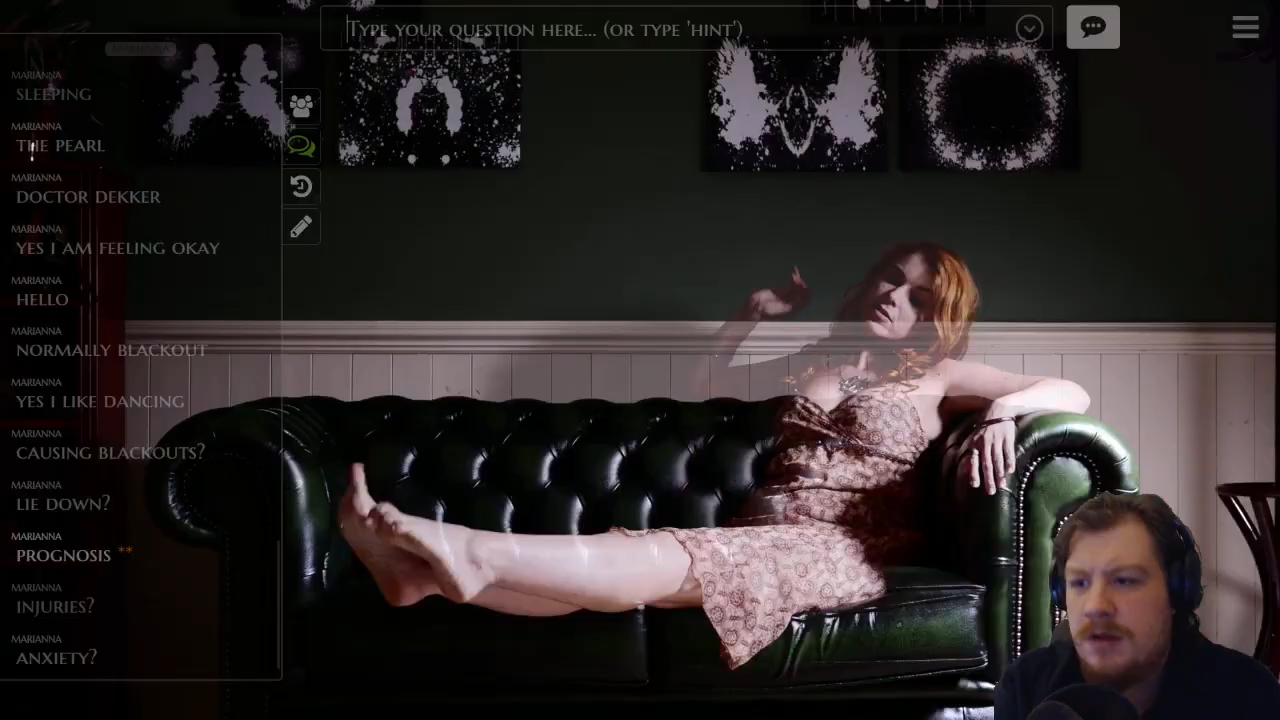 Type your question here... (or type 'hint')
MARIANNA
MARIANNA
SLEEPING
MARIANNA
THE PEARL
MARIANNA
DOCTOR DEKKER
MARIANNA
YES I AM FEELING OKAY
MARIANNA
HELLO
MARIANNA
NORMALLY BLACKOUT
MARIANNA
YES I LIKE DANCING
MARIANNA
CAUSING BLACKOUTS?
MARIANNA
LIE DOWN?
MARIANNA
PROGNOSIS **
MARIANNA
INJURIES?
MARIANNA
ANXIETY?